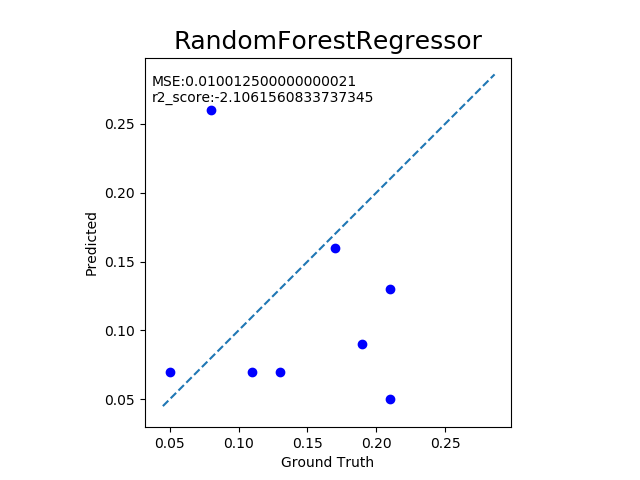 RandomForestRegressor
MSE:0.010012500000000021
r2_score:-2.1061560833737345
0.25
0.20
0.15
0.10
0.05
Predicted
0.05 0.10 0.15 0.20 0.25
Ground Truth